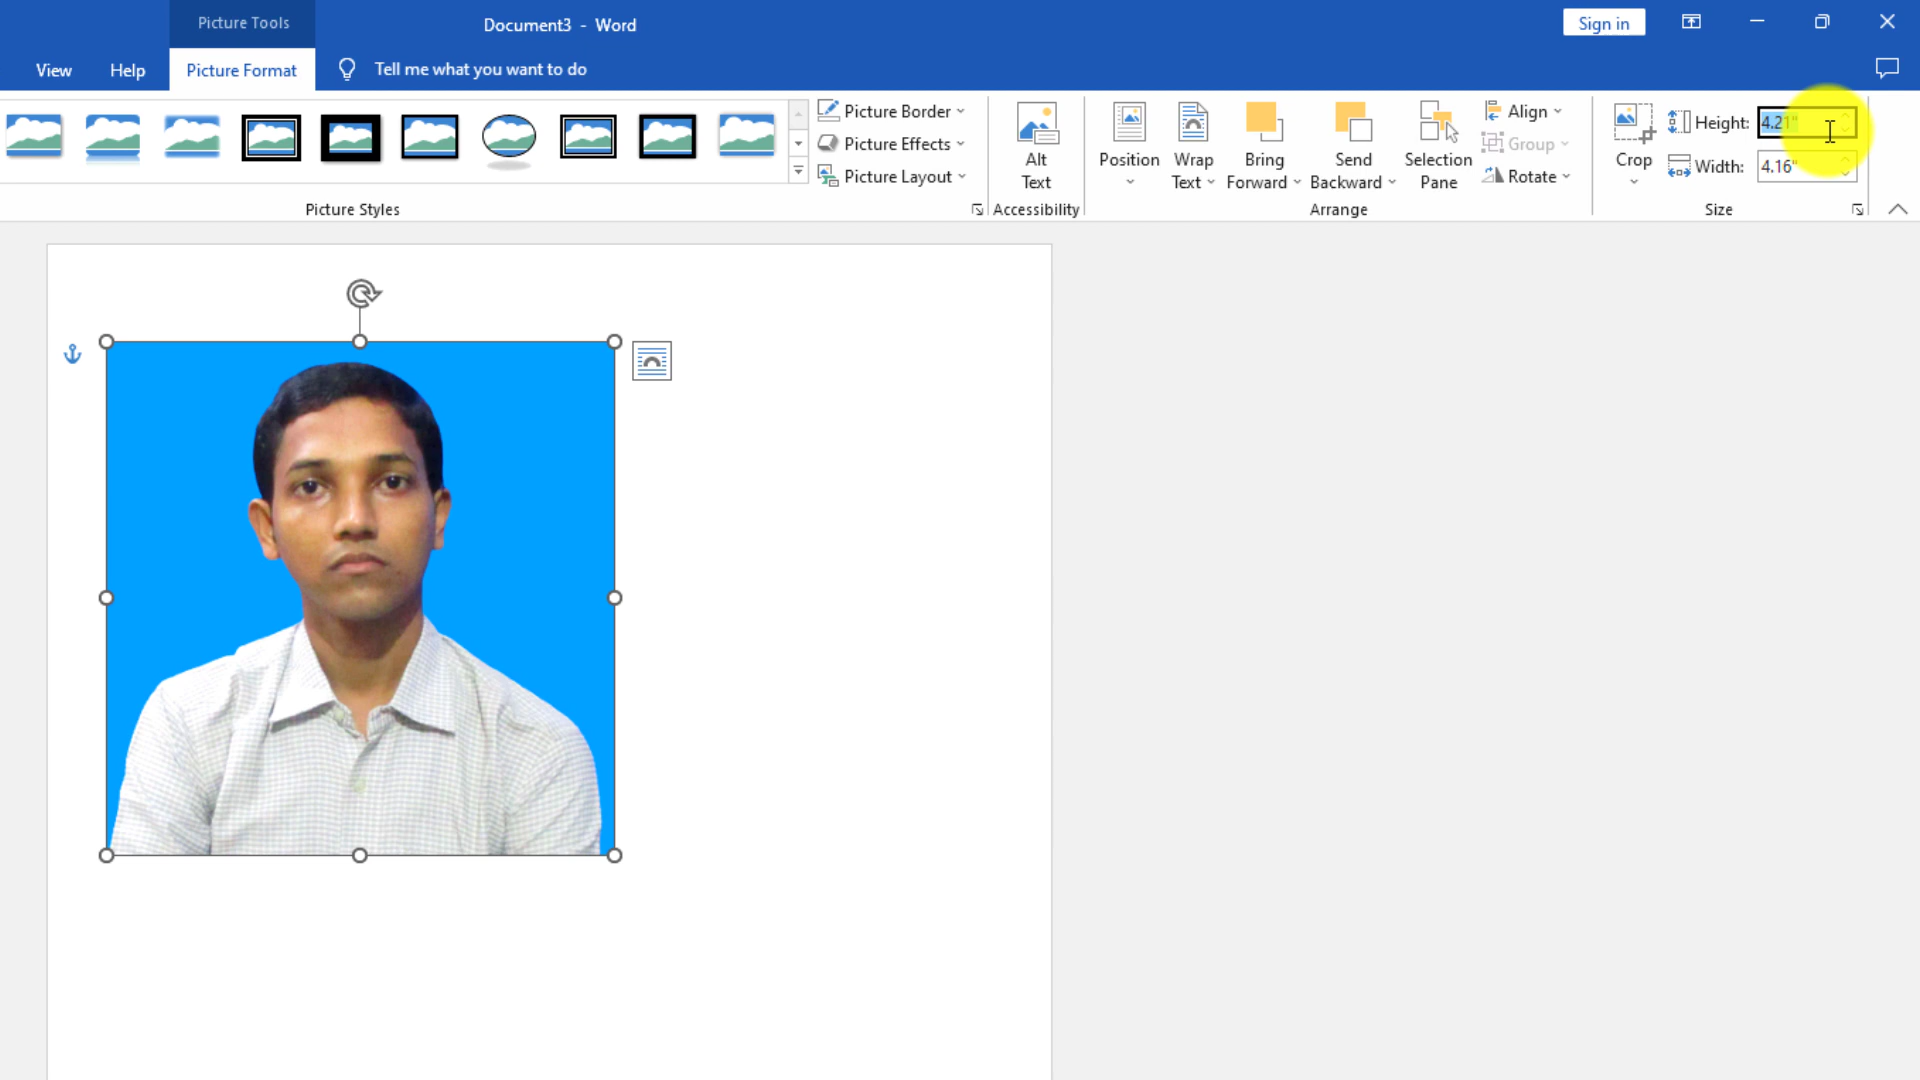 Picture Tools
Document3 - Word
Sign in
View
Help
Picture Format
Tell me what you want to do
Picture Border
Picture Effects
Picture Layout
Picture Styles
Alt
Text
Accessibility
Position
Wrap
Text
Bring
Forward
Send
Backward
Selection
Pane
Align
Group
Rotate
Arrange
Crop
Height:
4.21"
Width:
4.16"
Size